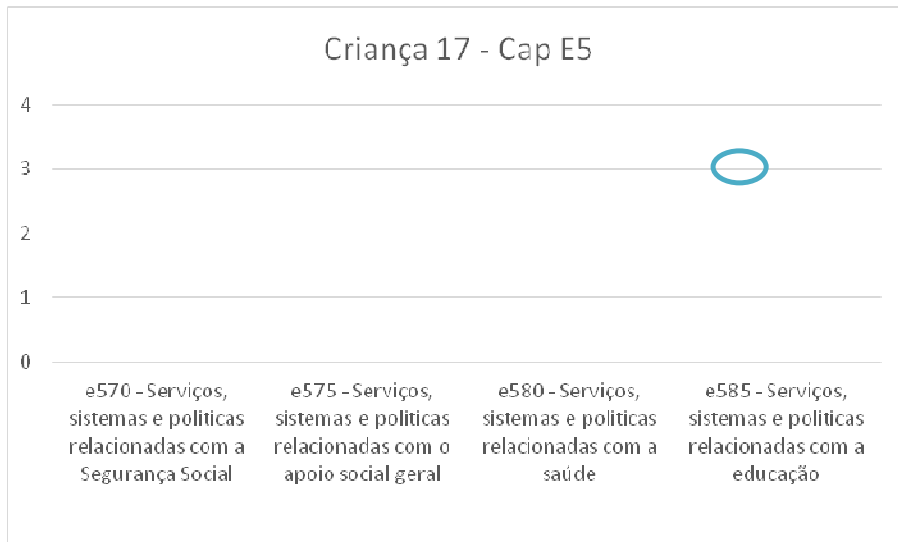 Criança 17 - Cap E5
4
3
2
1
0
e570 - Serviços,
sistemas e politicas
relacionadas com a
Segurança Social
e575 - Serviços,
sistemas e politicas
relacionadas com o
apoio social geral
e580 - Serviços,
sistemas e politicas
relacionadas com a
saúde
e585 - Serviços,
sistemas e politicas
relacionadas com a
educação